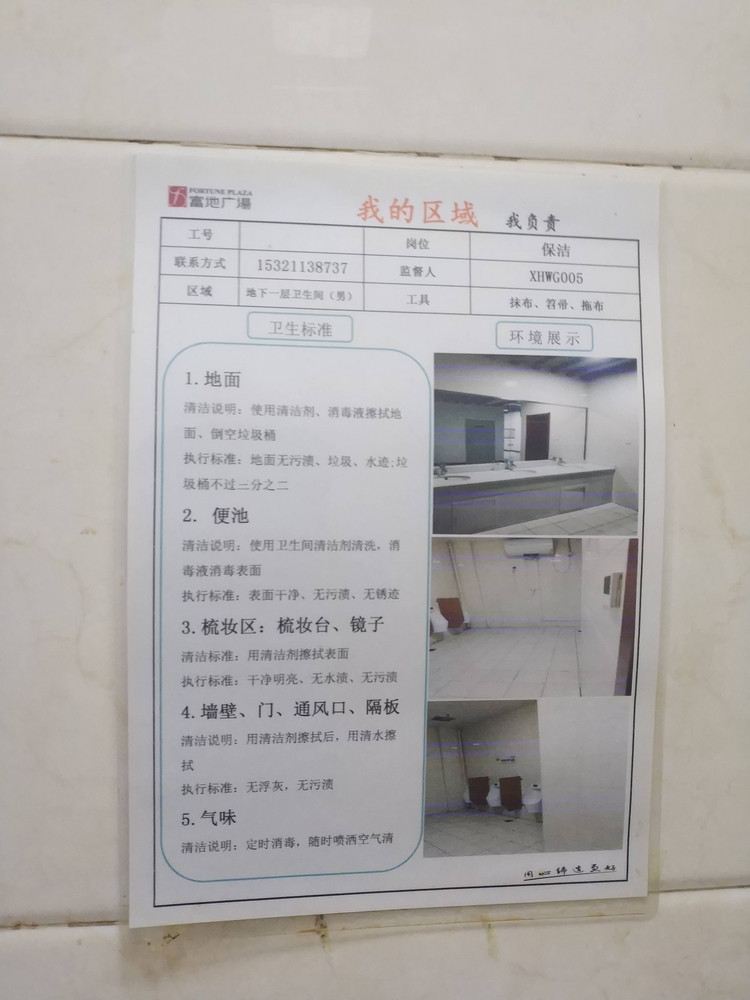 FORTUNE PLAZA
富地广場
我的区域 我负责
工号 岗位 保洁
联系方式 15321138737 监督人 XHWG005
区域 地下一层卫生间（男） 工具 抹布、笤帚、拖布
卫生标准 环境展示
1.地面
清洁说明：使用清洁剂、消毒液擦拭地
面、倒空垃圾桶
执行标准：地面无污渍、垃圾、水迹;垃
圾桶不过三分之二
2. 便池
清洁说明：使用卫生间清洁剂清洗，消
毒液消毒表面
执行标准：表面干净、无污渍、无锈迹
3.梳妆区：梳妆台、镜子
清洁标准：用清洁剂擦拭表面
执行标准：干净明亮、无水渍、无污渍
4.墙壁、门、通风口、隔板
清洁说明：用清洁剂擦拭后，用清水擦
拭
执行标准：无浮灰，无污渍
5.气味
清洁说明：定时消毒，随时喷洒空气清
用心缔造更好